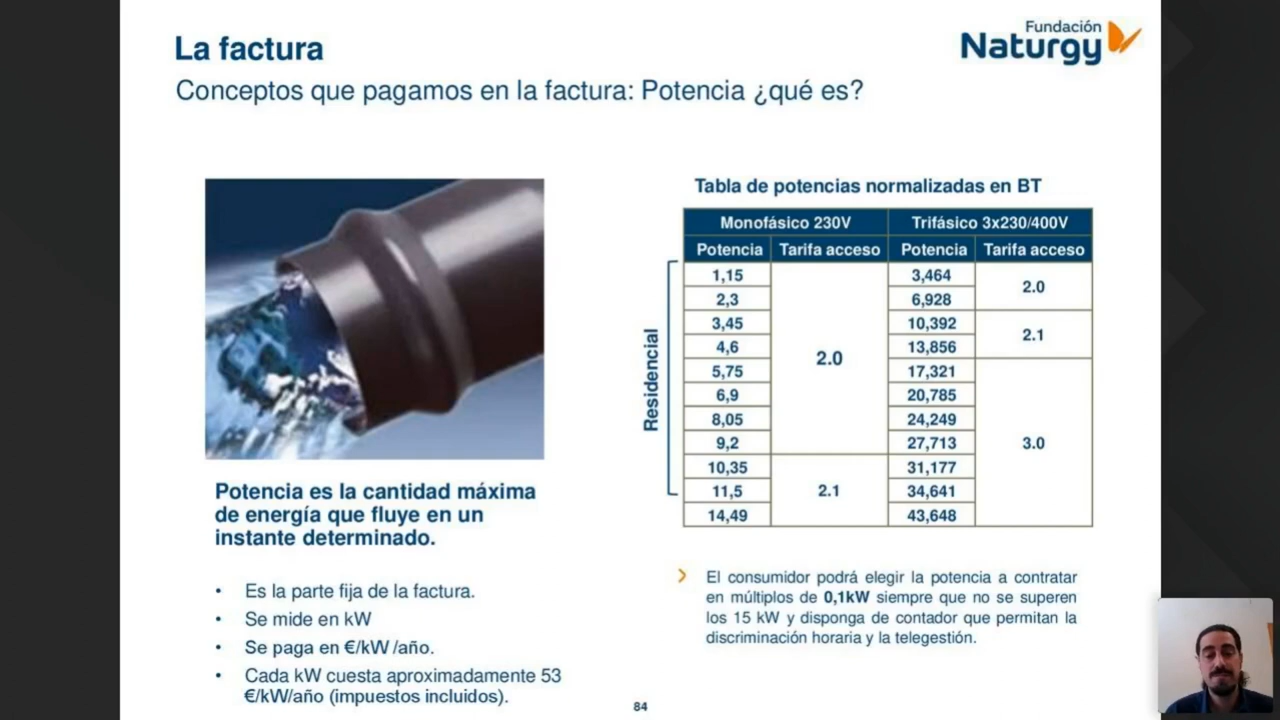 La factura
Fundación
Naturgy
Conceptos que pagamos en la factura: Potencia ¿qué es?
Tabla de potencias normalizadas en BT
Monofásico 230V Trifásico 3x230/400V
Potencia Tarifa acceso Potencia Tarifa acceso
Residencial
1,15 3,464
2.0
2,3 6,928
3,45 10,392
2.1
4,6 13,856
2.0
5,75 17,321
6,9 20,785
8,05 24,249
9,2 27,713 3.0
10,35 31,177
11,5 2.1 34,641
14,49 43,648
Potencia es la cantidad máxima
de energía que fluye en un
instante determinado.
• Es la parte fija de la factura.
• Se mide en kW
• Se paga en €/kW /año.
• Cada kW cuesta aproximadamente 53
€/kW/año (impuestos incluidos).
El consumidor podrá elegir la potencia a contratar
en múltiplos de 0,1kW siempre que no se superen
los 15 kW y disponga de contador que permitan la
discriminación horaria y la telegestión.
84